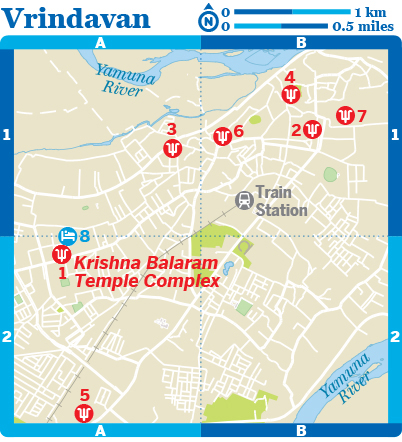 Vrindavan
N
0 1 km
0 0.5 miles
A B
Yamuna
River
4
7
3 6 2
1 1
Train
Station
8
1
Krishna Balaram
Temple Complex
2 2
Yamuna
River
5
A B